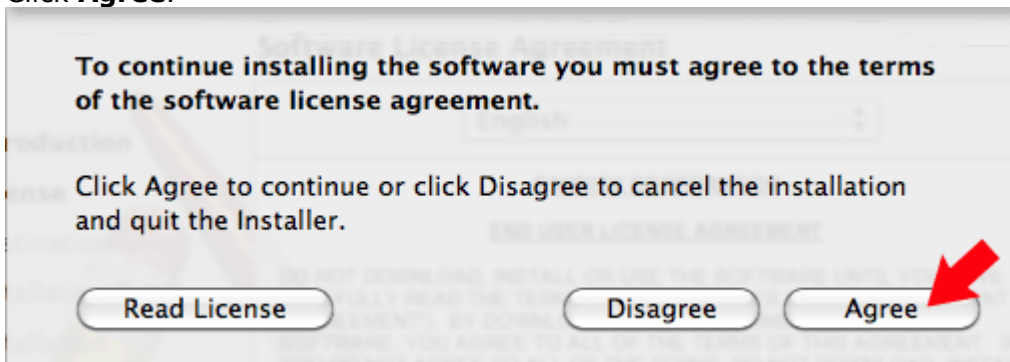 Click Agree.
Software License Agreement
To continue installing the software you must agree to the terms
of the software license agreement.
English
roduction
Click Agree to continue or click Disagree to cancel the installation
and quit the Installer.
END USER LICENSE AGREEMENT
Read License
Disagree
Agree